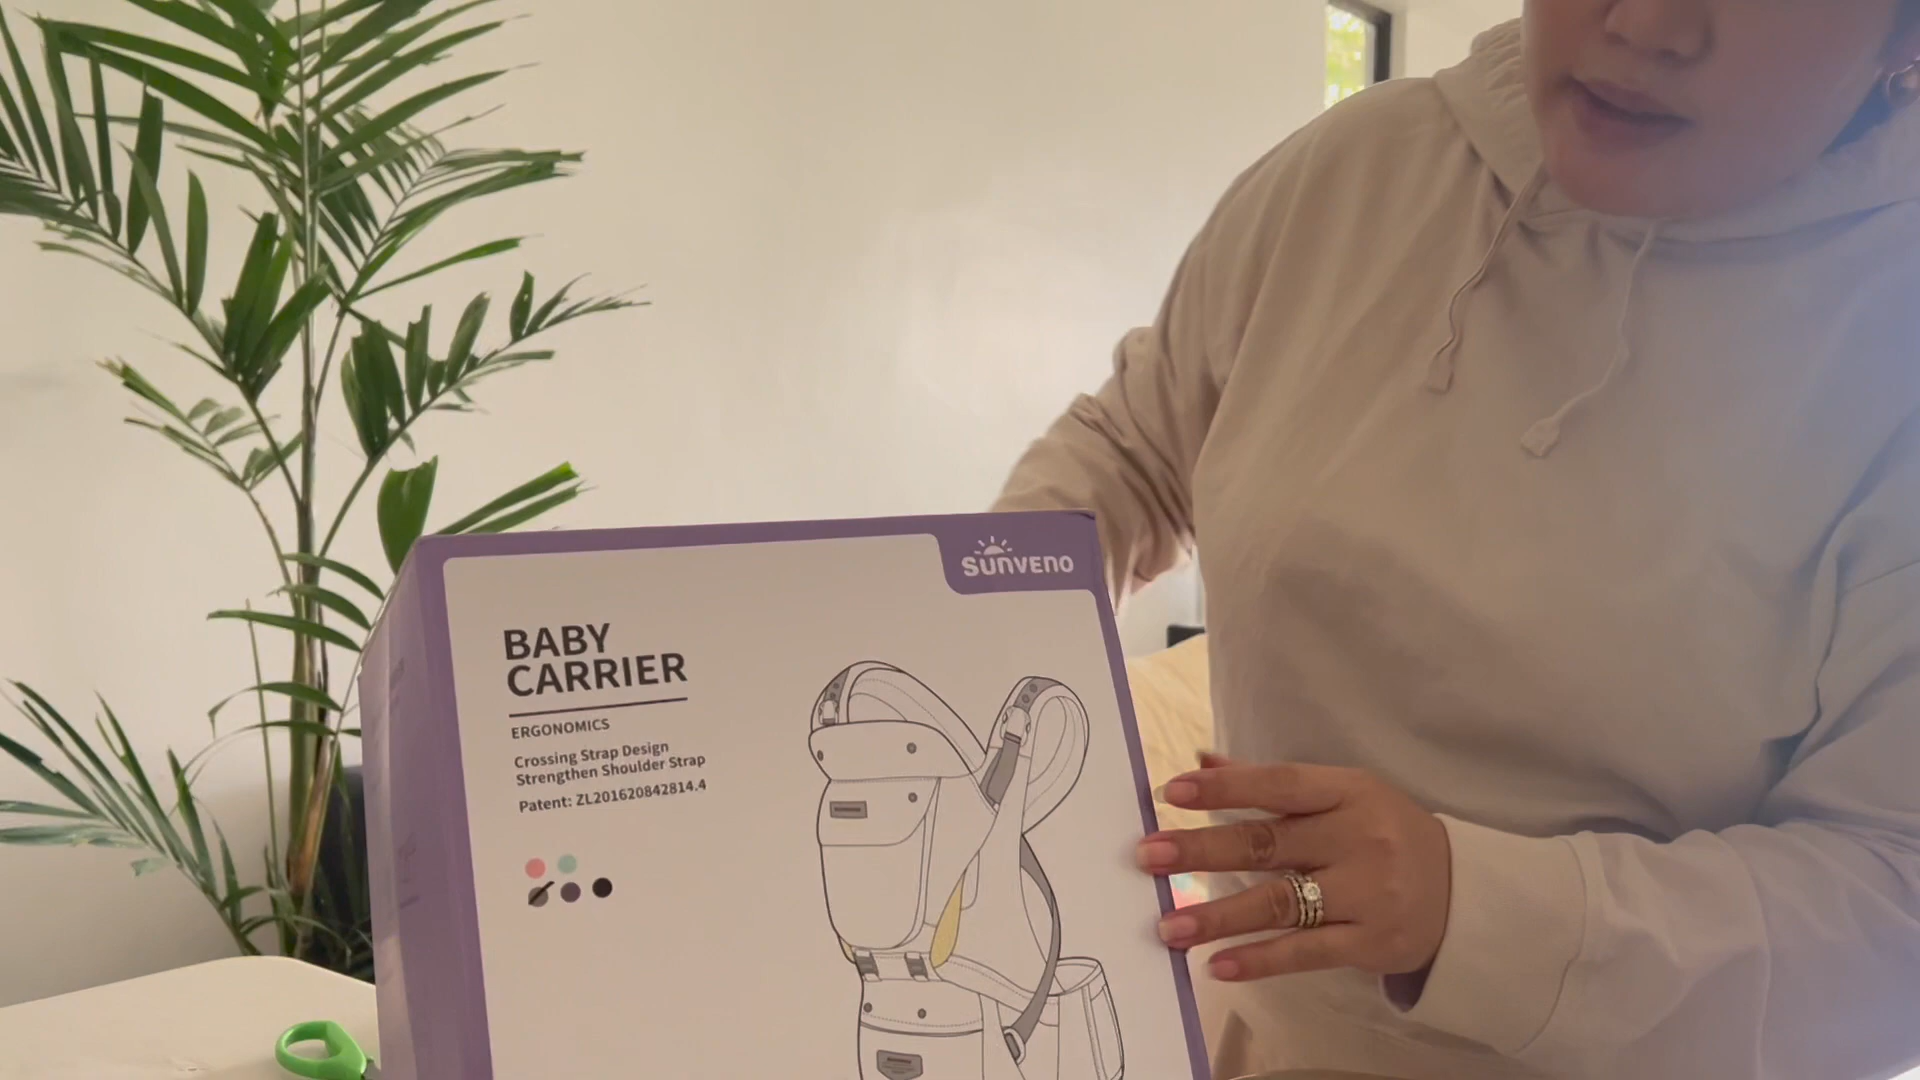 SUNVENO
BABY
CARRIER
ERGONOMICS
Crossing Strap Design
Strengthen Shoulder Strap
Patent: ZL201620842814.4